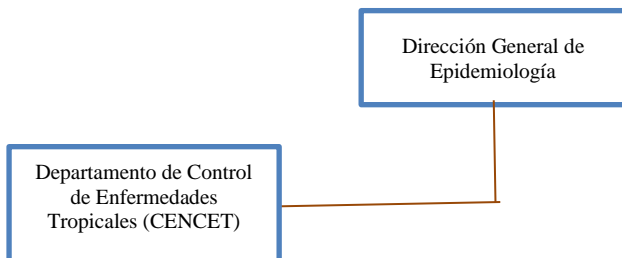 Dirección General de
Epidemiología
Departamento de Control
de Enfermedades
Tropicales (CENCET)